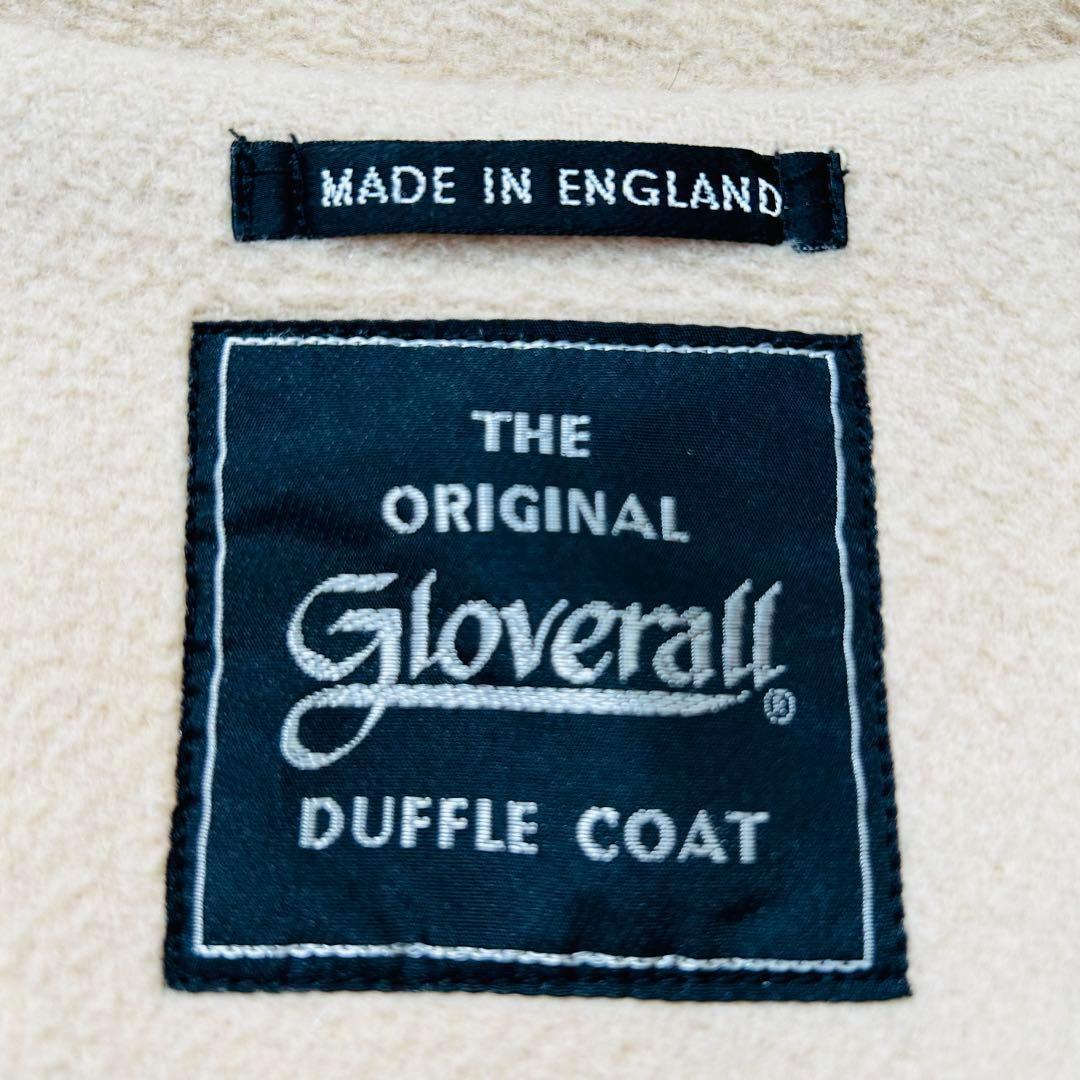 MADE IN ENGLAND
THE
ORIGINAL
Gloverall®
DUFFLE COAT